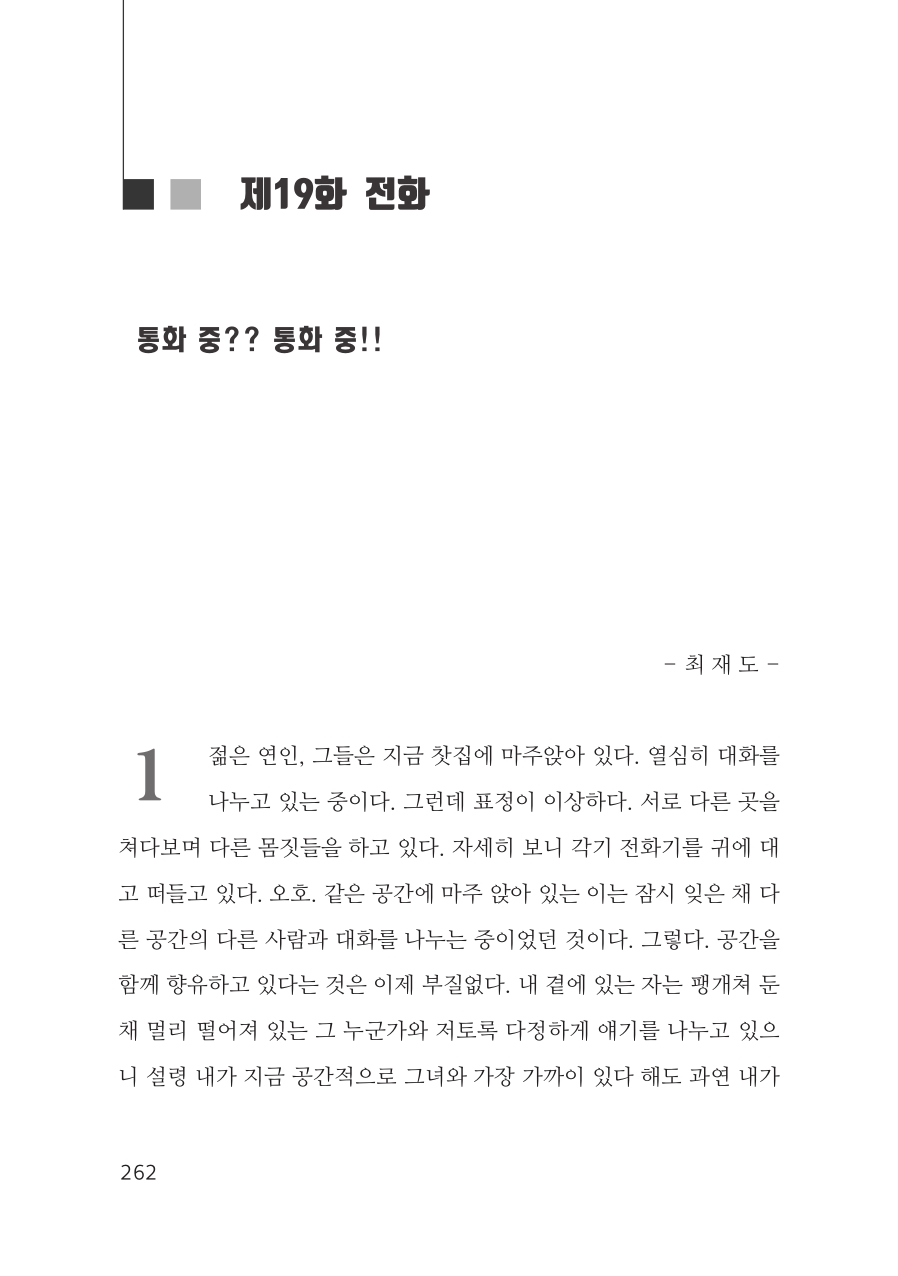 제19화 전화
통화 중?? 통화 중!!
- 최 재 도 -
1
젊은 연인, 그들은 지금 찻집에 마주앉아 있다. 열심히 대화를
나누고 있는 중이다. 그런데 표정이 이상하다. 서로 다른 곳을
쳐다보며 다른 몸짓들을 하고 있다. 자세히 보니 각기 전화기를 귀에 대
고 떠들고 있다. 오호. 같은 공간에 마주 앉아 있는 이는 잠시 잊은 채 다
른 공간의 다른 사람과 대화를 나누는 중이었던 것이다. 그렇다. 공간을
함께 향유하고 있다는 것은 이제 부질없다. 내 곁에 있는 자는 팽개쳐 둔
채 멀리 떨어져 있는 그 누군가와 저토록 다정하게 얘기를 나누고 있으
니 설령 내가 지금 공간적으로 그녀와 가장 가까이 있다 해도 과연 내가
262